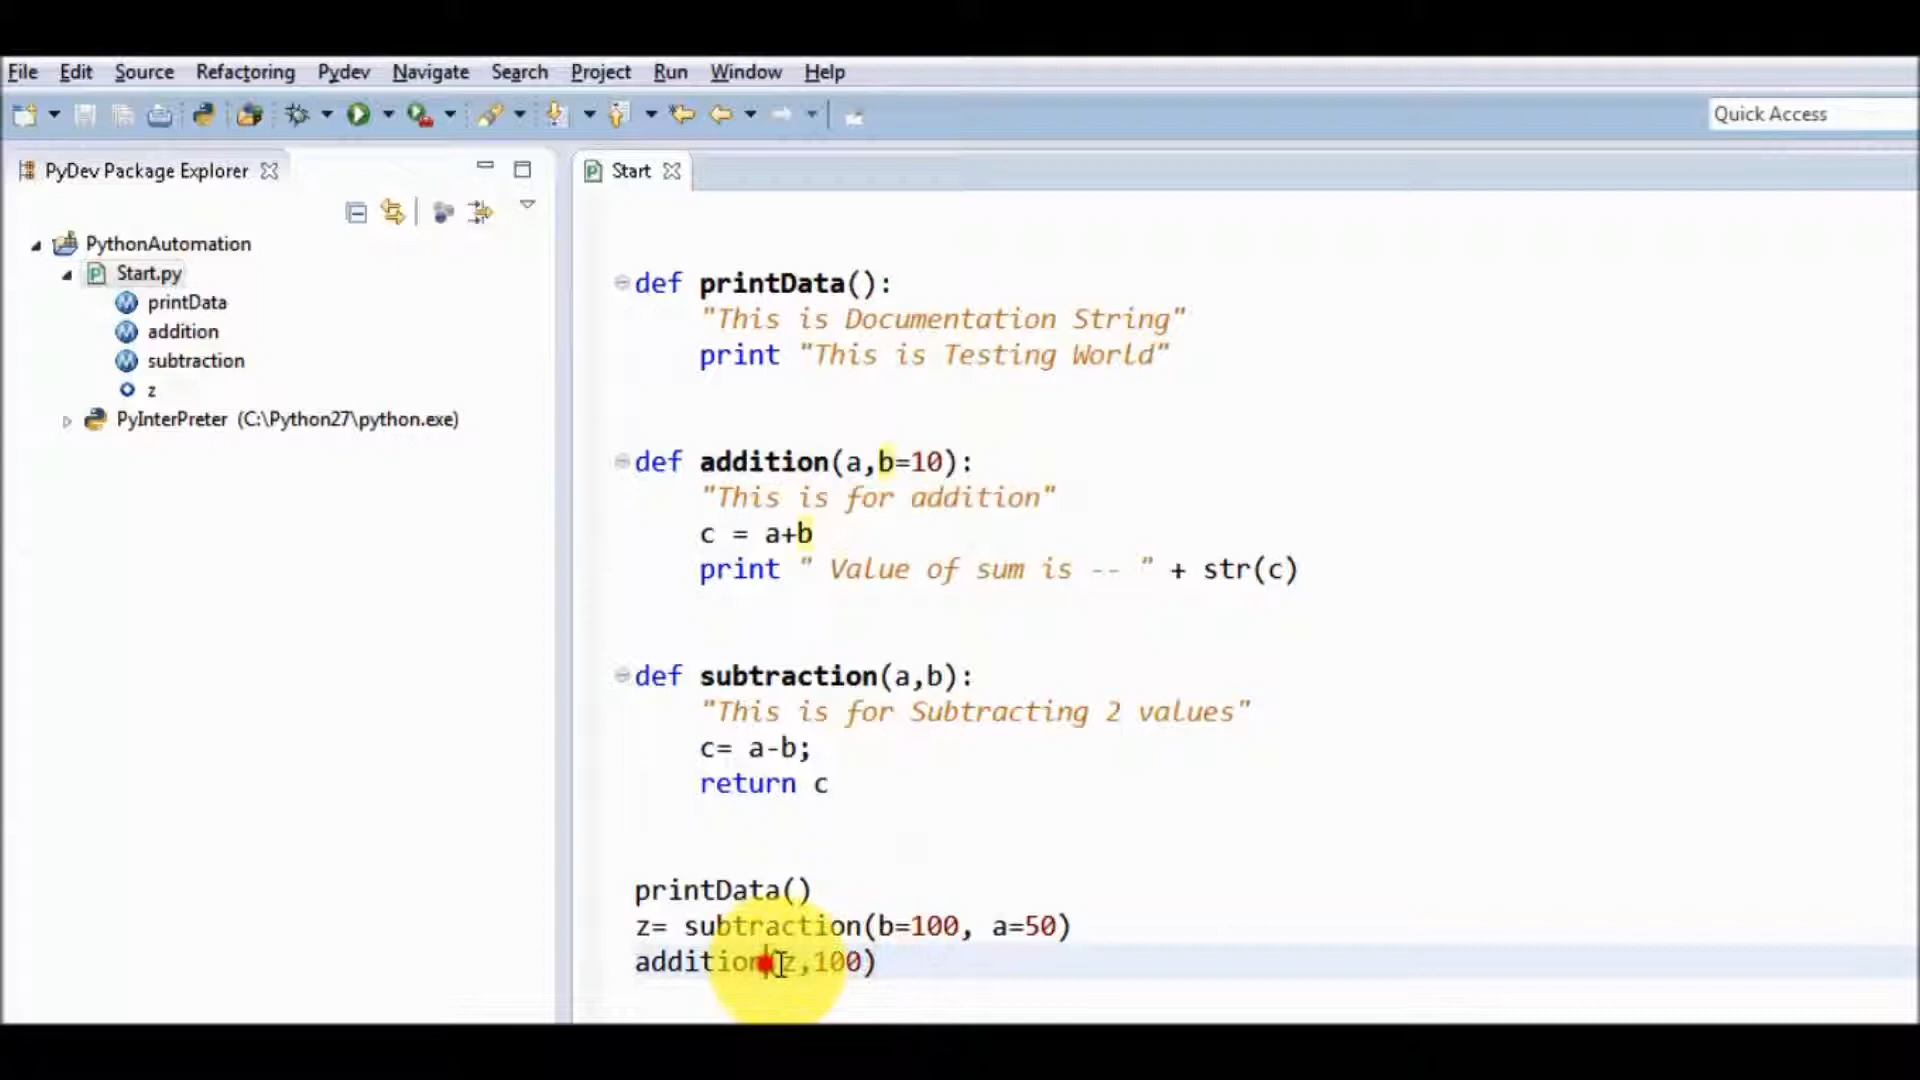 File Edit Source Refactoring Pydev Navigate Search Project Run Window Help
Quick Access
PyDev Package Explorer
PythonAutomation
Start.py
printData
addition
subtraction
z
PyInterPreter (C:\Python27\python.exe)
Start
def printData():
"This is Documentation String"
print "This is Testing World"
def addition(a,b=10):
"This is for addition"
c = a+b
print " Value of sum is -- " + str(c)
def subtraction(a,b):
"This is for Subtracting 2 values"
c= a-b;
return c
printData()
z= subtraction(b=100, a=50)
addition(z,100)